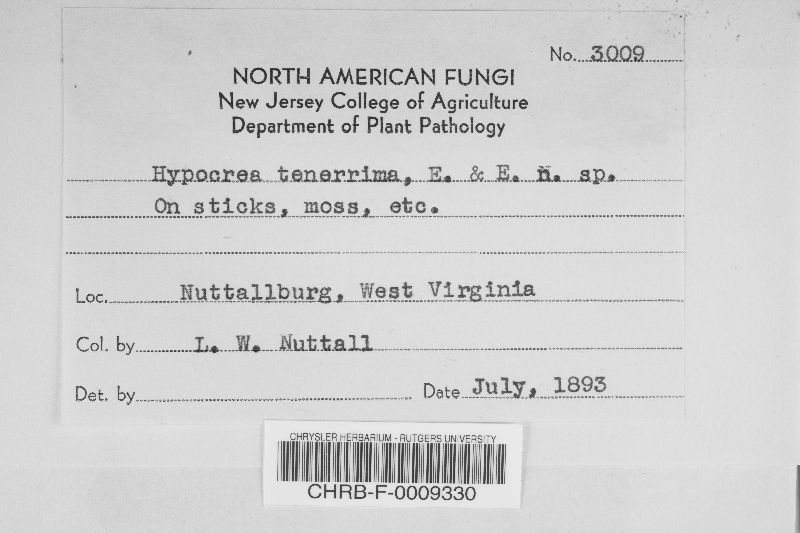 No. 3009
NORTH AMERICAN FUNGI
New Jersey College of Agriculture
Department of Plant Pathology
Hypocrea tenerrima, E. & E. n. sp.
On sticks, moss, etc.
Loc. Nuttallburg, West Virginia
Col. by L. W. Nuttall
Det. by Date July, 1893
CHRYSLER HERBARIUM - RUTGERS UNIVERSITY
CHRB-F-0009330